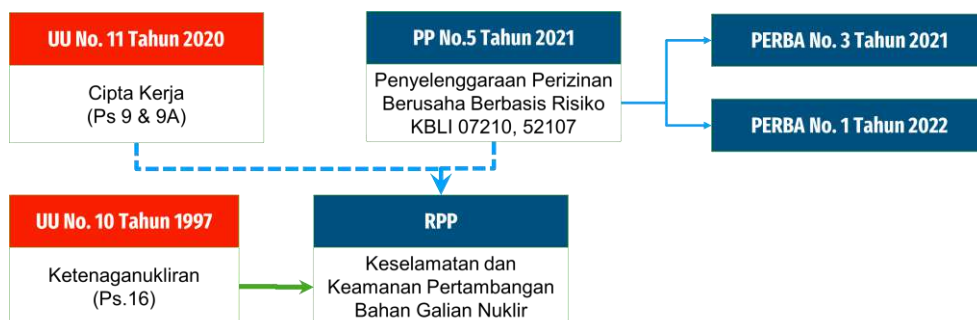 UU No. 11 Tahun 2020
Cipta Kerja
(Ps 9 & 9A)
PP No.5 Tahun 2021
Penyelenggaraan Perizinan
Berusaha Berbasis Risiko
KBLI 07210, 52107
PERBA No. 3 Tahun 2021
PERBA No. 1 Tahun 2022
UU No. 10 Tahun 1997
Ketenaganukliran
(Ps.16)
RPP
Keselamatan dan
Keamanan Pertambangan
Bahan Galian Nuklir